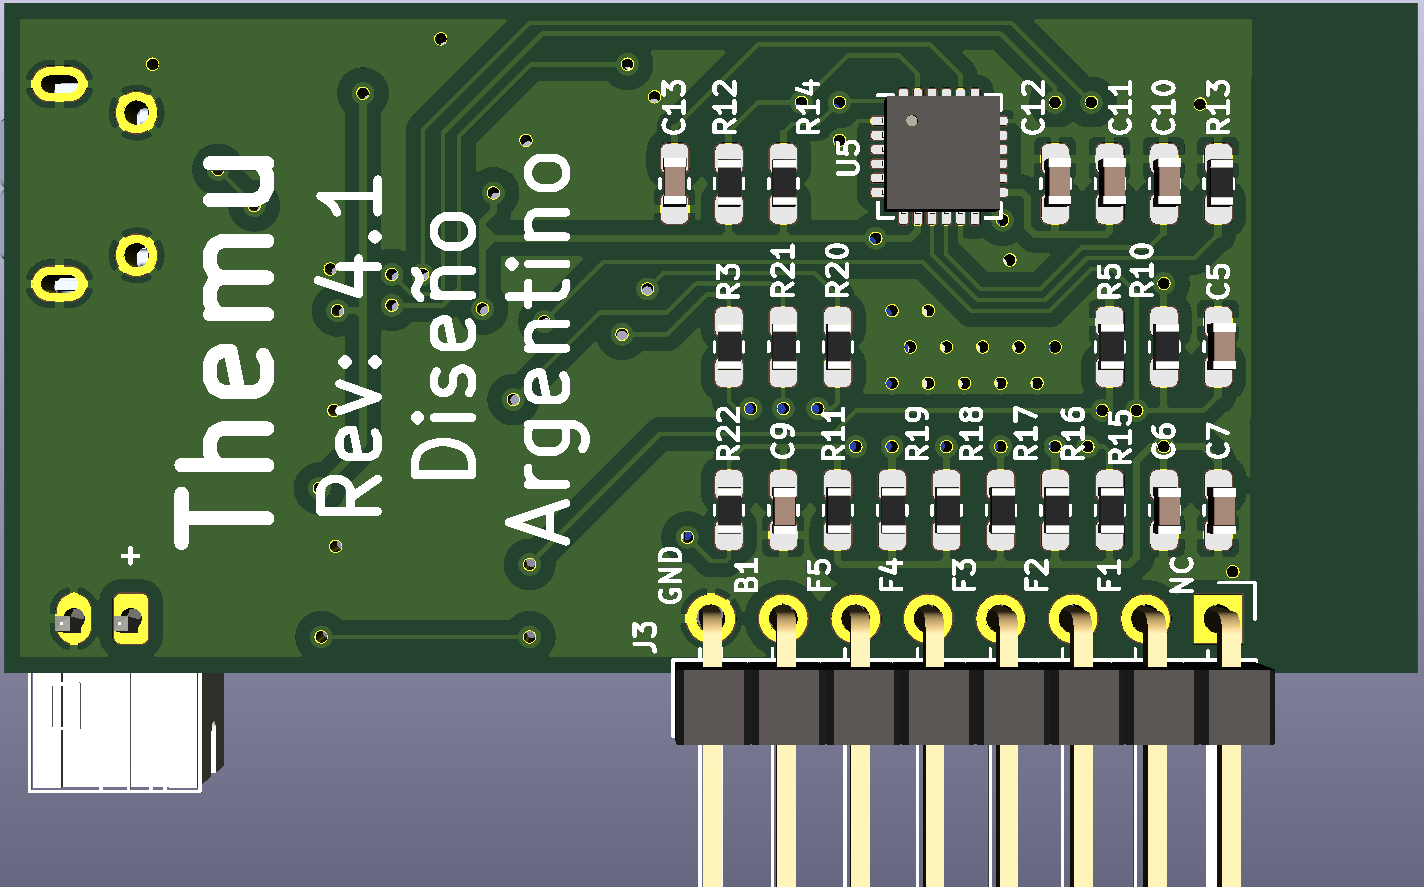 Themu
Rev: 4.1
Diseño
Argentino
+
C13
R12
R14
U5
C12
C11
C10
R13
R3
R21
R20
R5
R10
C5
R22
C9
R11
R19
R18
R17
R16
R15
C6
C7
J3
GND
B1
F5
F4
F3
F2
F1
NC